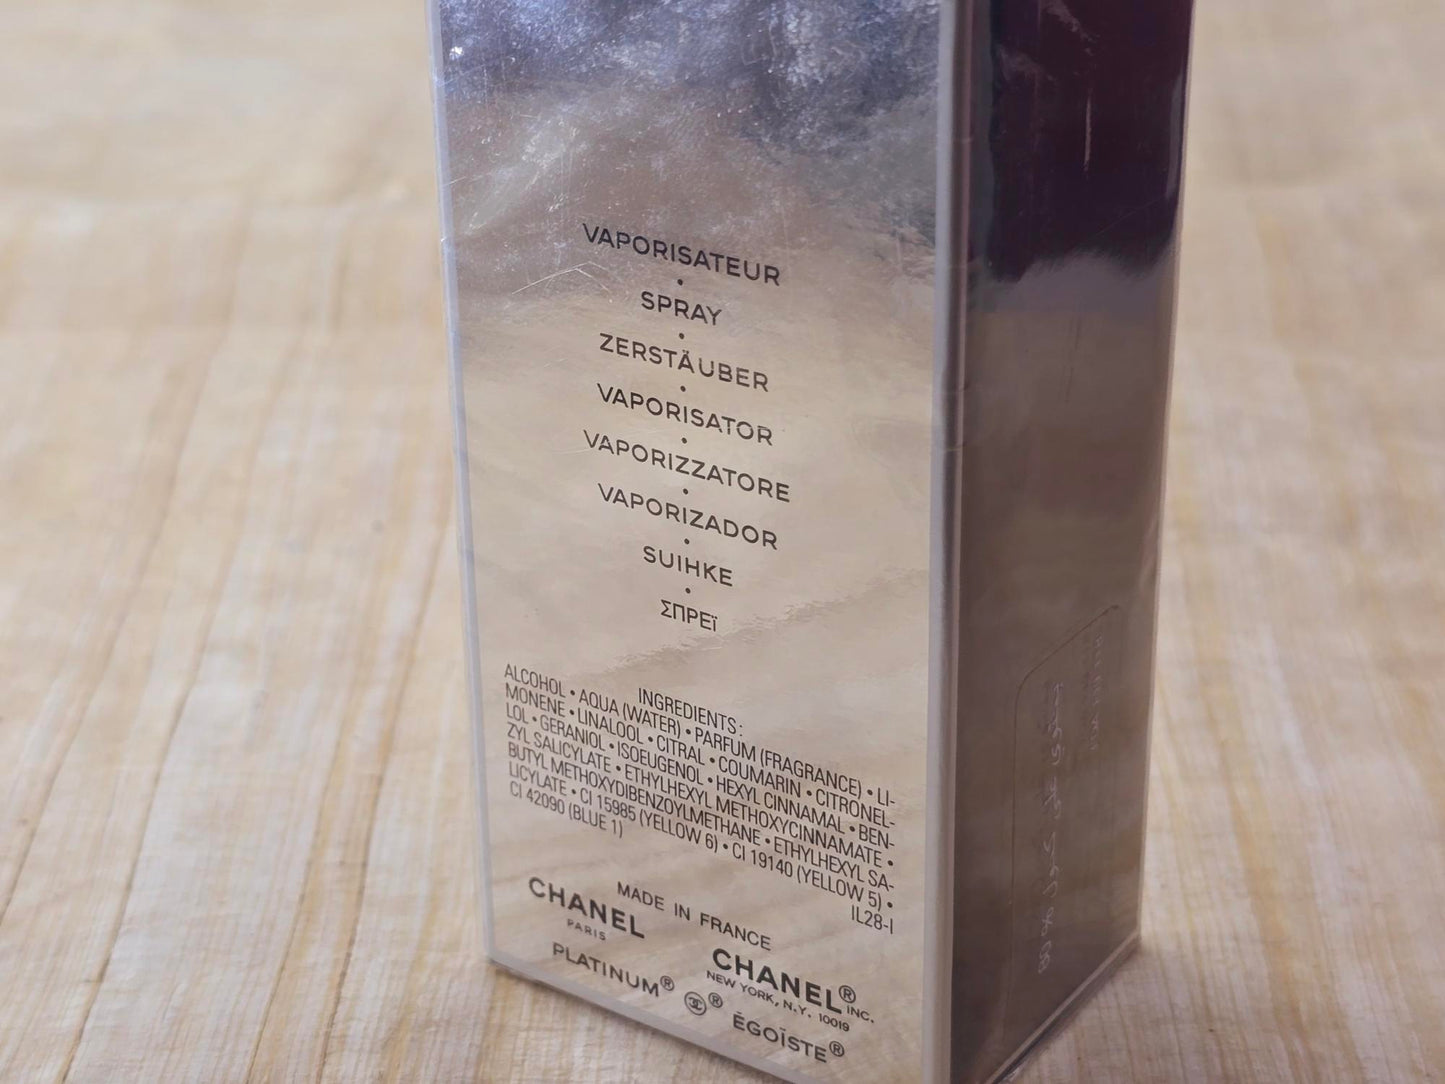 VAPORISATEUR
•
SPRAY
•
ZERSTÄUBER
•
VAPORISATOR
•
VAPORIZZATORE
•
VAPORIZADOR
•
SUIHKE
•
ΣΠΡΕΪ
INGREDIENTS:
ALCOHOL • AQUA (WATER) • PARFUM (FRAGRANCE) • LI-
MONENE • LINALOOL • CITRAL • COUMARIN • CITRONEL-
LOL • GERANIOL • ISOEUGENOL • HEXYL CINNAMAL • BEN-
ZYL SALICYLATE • ETHYLHEXYL METHOXYCINNAMATE •
BUTYL METHOXYDIBENZOYLMETHANE • ETHYLHEXYL SA-
LICYLATE • CI 15985 (YELLOW 6) • CI 19140 (YELLOW 5) •
CI 42090 (BLUE 1)
IL28-I
MADE IN FRANCE
CHANEL
PARIS
CHANEL® INC.
NEW YORK, N.Y. 10019
PLATINUM® ® ÉGOÏSTE®